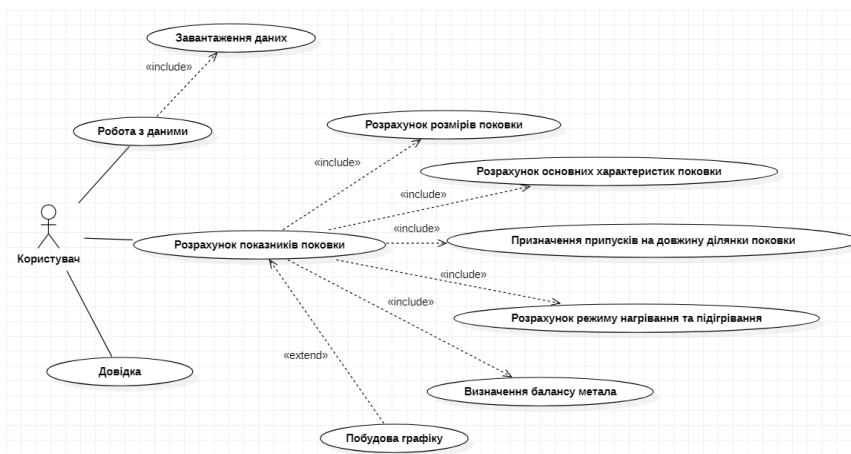 Завантаження даних
«include»
Робота з даними
Розрахунок розмірів поковки
«include»
Розрахунок основних характеристик поковки
«include»
«include»
Призначення припусків на довжину ділянки поковки
Розрахунок показників поковки
Користувач
«include»
«include»
Розрахунок режиму нагрівання та підігрівання
«extend»
Довідка
Визначення балансу метала
Побудова графіку